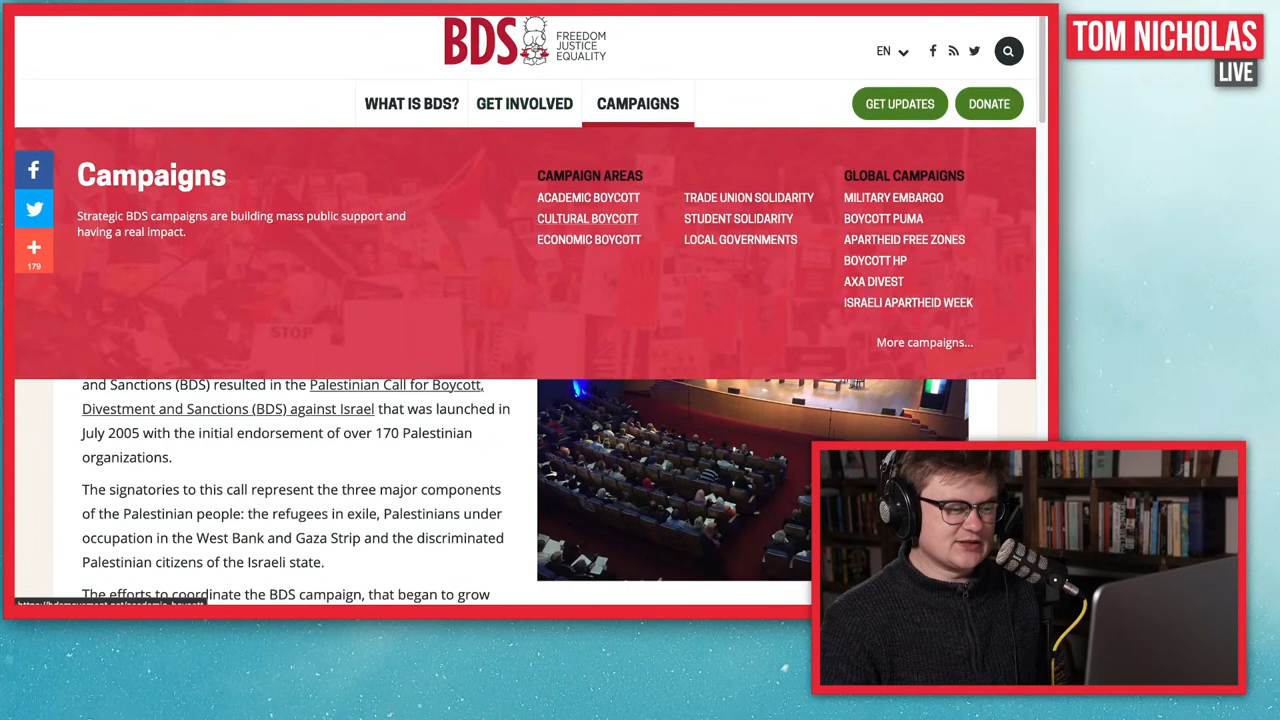 BDS
FREEDOM
JUSTICE
EQUALITY
TOM NICHOLAS
LIVE
EN
WHAT IS BDS?
GET INVOLVED
CAMPAIGNS
GET UPDATES
DONATE
Campaigns
Strategic BDS campaigns are building mass public support and
having a real impact.
179
CAMPAIGN AREAS
ACADEMIC BOYCOTT
CULTURAL BOYCOTT
ECONOMIC BOYCOTT
TRADE UNION SOLIDARITY
STUDENT SOLIDARITY
LOCAL GOVERNMENTS
GLOBAL CAMPAIGNS
MILITARY EMBARGO
BOYCOTT PUMA
APARTHEID FREE ZONES
BOYCOTT HP
AXA DIVEST
ISRAELI APARTHEID WEEK
More campaigns...
STOP
STOP
and Sanctions (BDS) resulted in the Palestinian Call for Boycott,
Divestment and Sanctions (BDS) against Israel that was launched in
July 2005 with the initial endorsement of over 170 Palestinian
organizations.
The signatories to this call represent the three major components
of the Palestinian people: the refugees in exile, Palestinians under
occupation in the West Bank and Gaza Strip and the discriminated
Palestinian citizens of the Israeli state.
The efforts to coordinate the BDS campaign, that began to grow